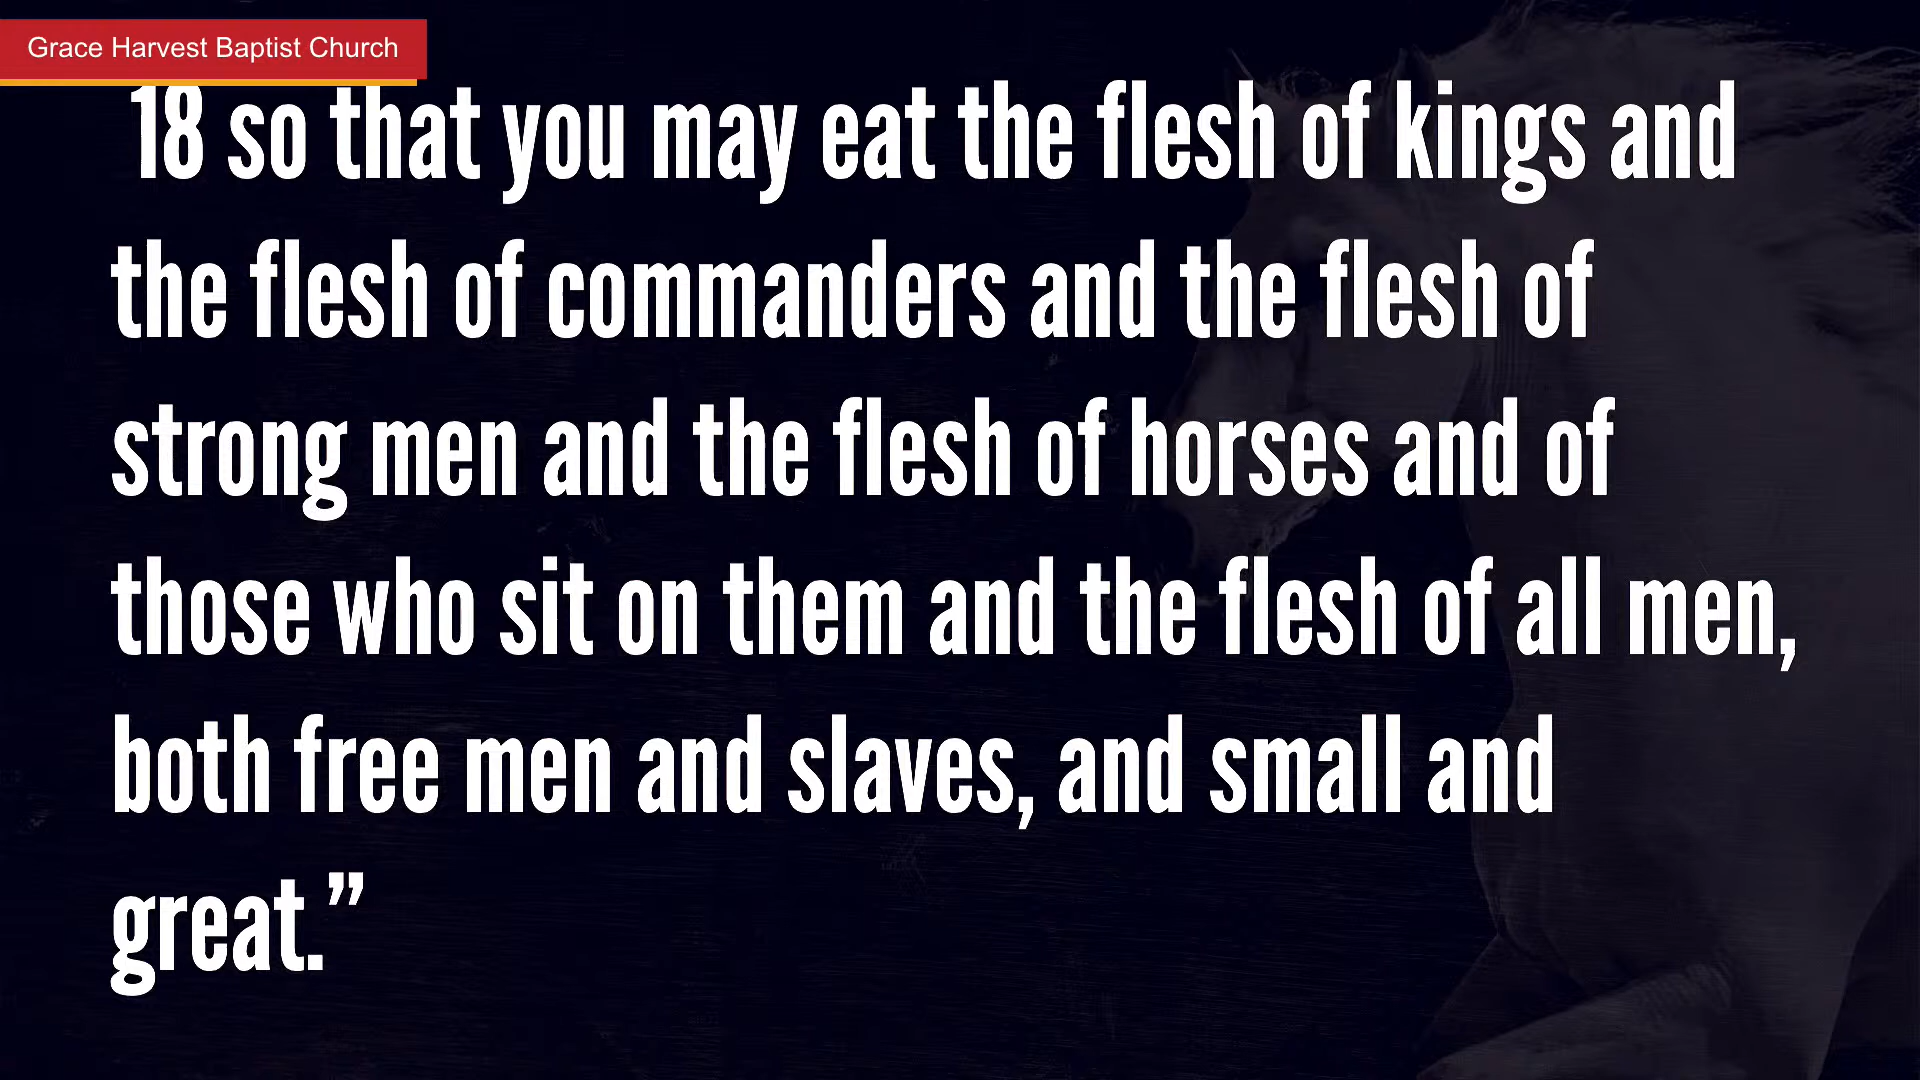 Grace Harvest Baptist Church
18 so that you may eat the flesh of kings and
the flesh of commanders and the flesh of
strong men and the flesh of horses and of
those who sit on them and the flesh of all men,
both free men and slaves, and small and
great.”